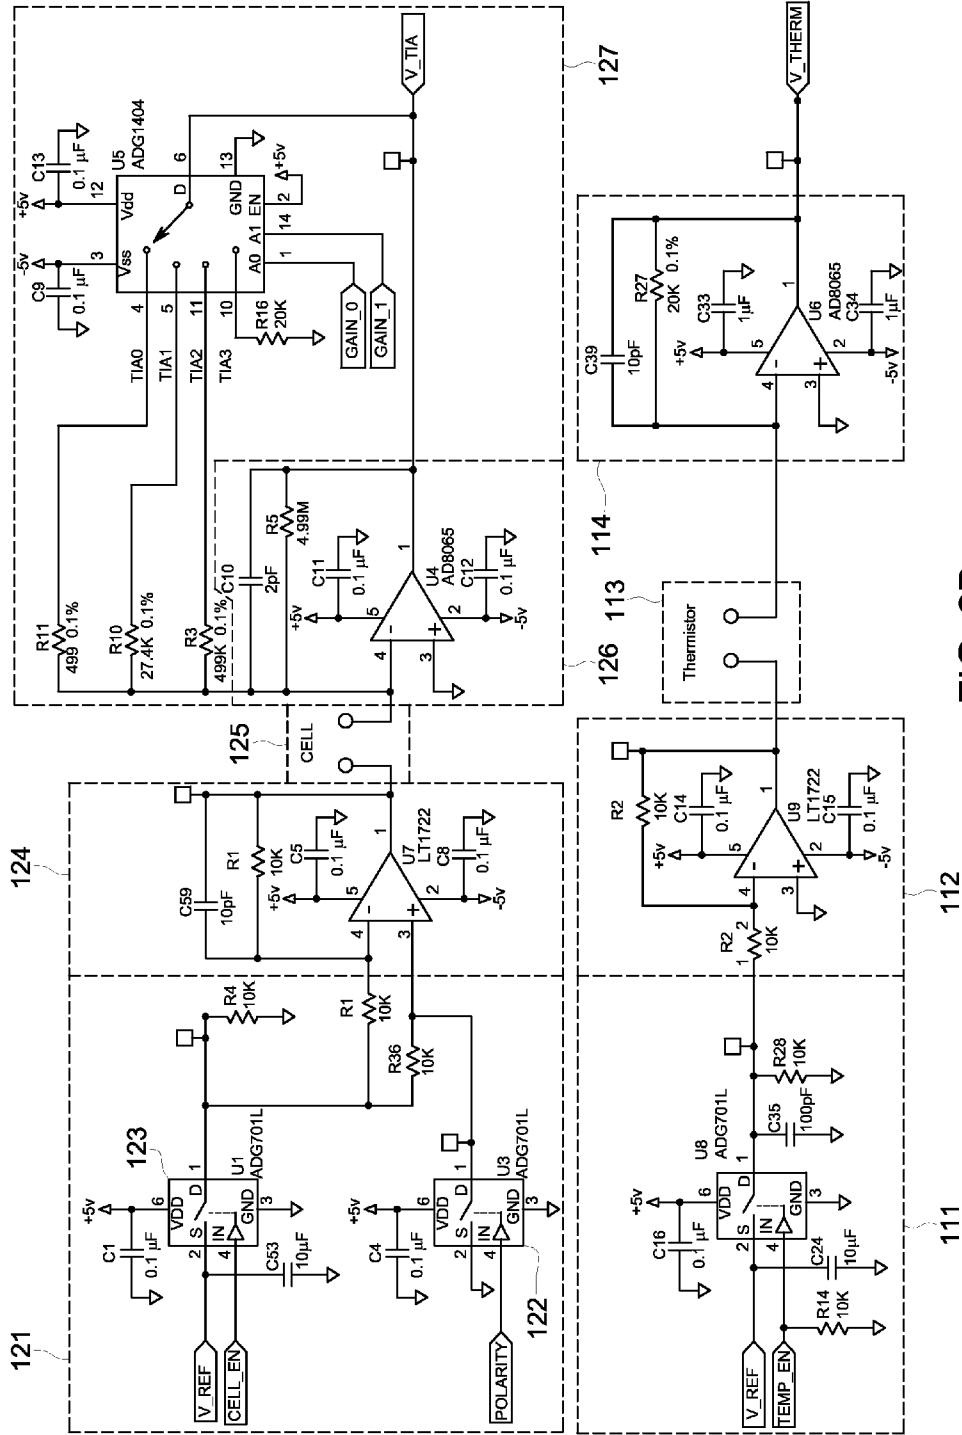 121
+5v
C1
0.1 µF
123
U1
ADG701L
VDD
6
S
D
IN
GND
2
4
1
3
V_REF
CELL_EN
C53
10µF
R4
10K
R1
10K
R36
10K
+5v
C4
0.1 µF
U3
ADG701L
VDD
6
S
D
IN
GND
2
4
1
3
POLARITY
122
124
C59
10pF
R1
10K
+5v
C5
0.1 µF
U7
LT1722
4
3
5
2
1
-
+
C8
0.1 µF
-5v
125
CELL
126
C10
2pF
R5
4.99M
+5v
C11
0.1 µF
U4
AD8065
4
3
5
2
1
-
+
C12
0.1 µF
-5v
127
R11
499 0.1%
R10
27.4K 0.1%
R3
499K 0.1%
TIA0
TIA1
TIA2
TIA3
4
5
11
10
R16
20K
-5v
+5v
C9
0.1 µF
C13
0.1 µF
3
12
Vss
Vdd
U5
ADG1404
D
6
GND
13
EN
2
+5v
A1
14
A0
1
GAIN_0
GAIN_1
V_TIA
111
+5v
C16
0.1 µF
U8
ADG701L
VDD
6
S
D
IN
GND
2
4
1
3
V_REF
TEMP_EN
R14
10K
C24
10µF
C35
100pF
R28
10K
112
R2
10K
1
2
R2
10K
+5v
C14
0.1 µF
U9
LT1722
4
3
5
2
1
-
+
C15
0.1 µF
-5v
113
Thermistor
114
C39
10pF
R27
20K 0.1%
+5v
C33
1µF
U6
AD8065
4
3
5
2
1
-
+
C34
1µF
-5v
V_THERM